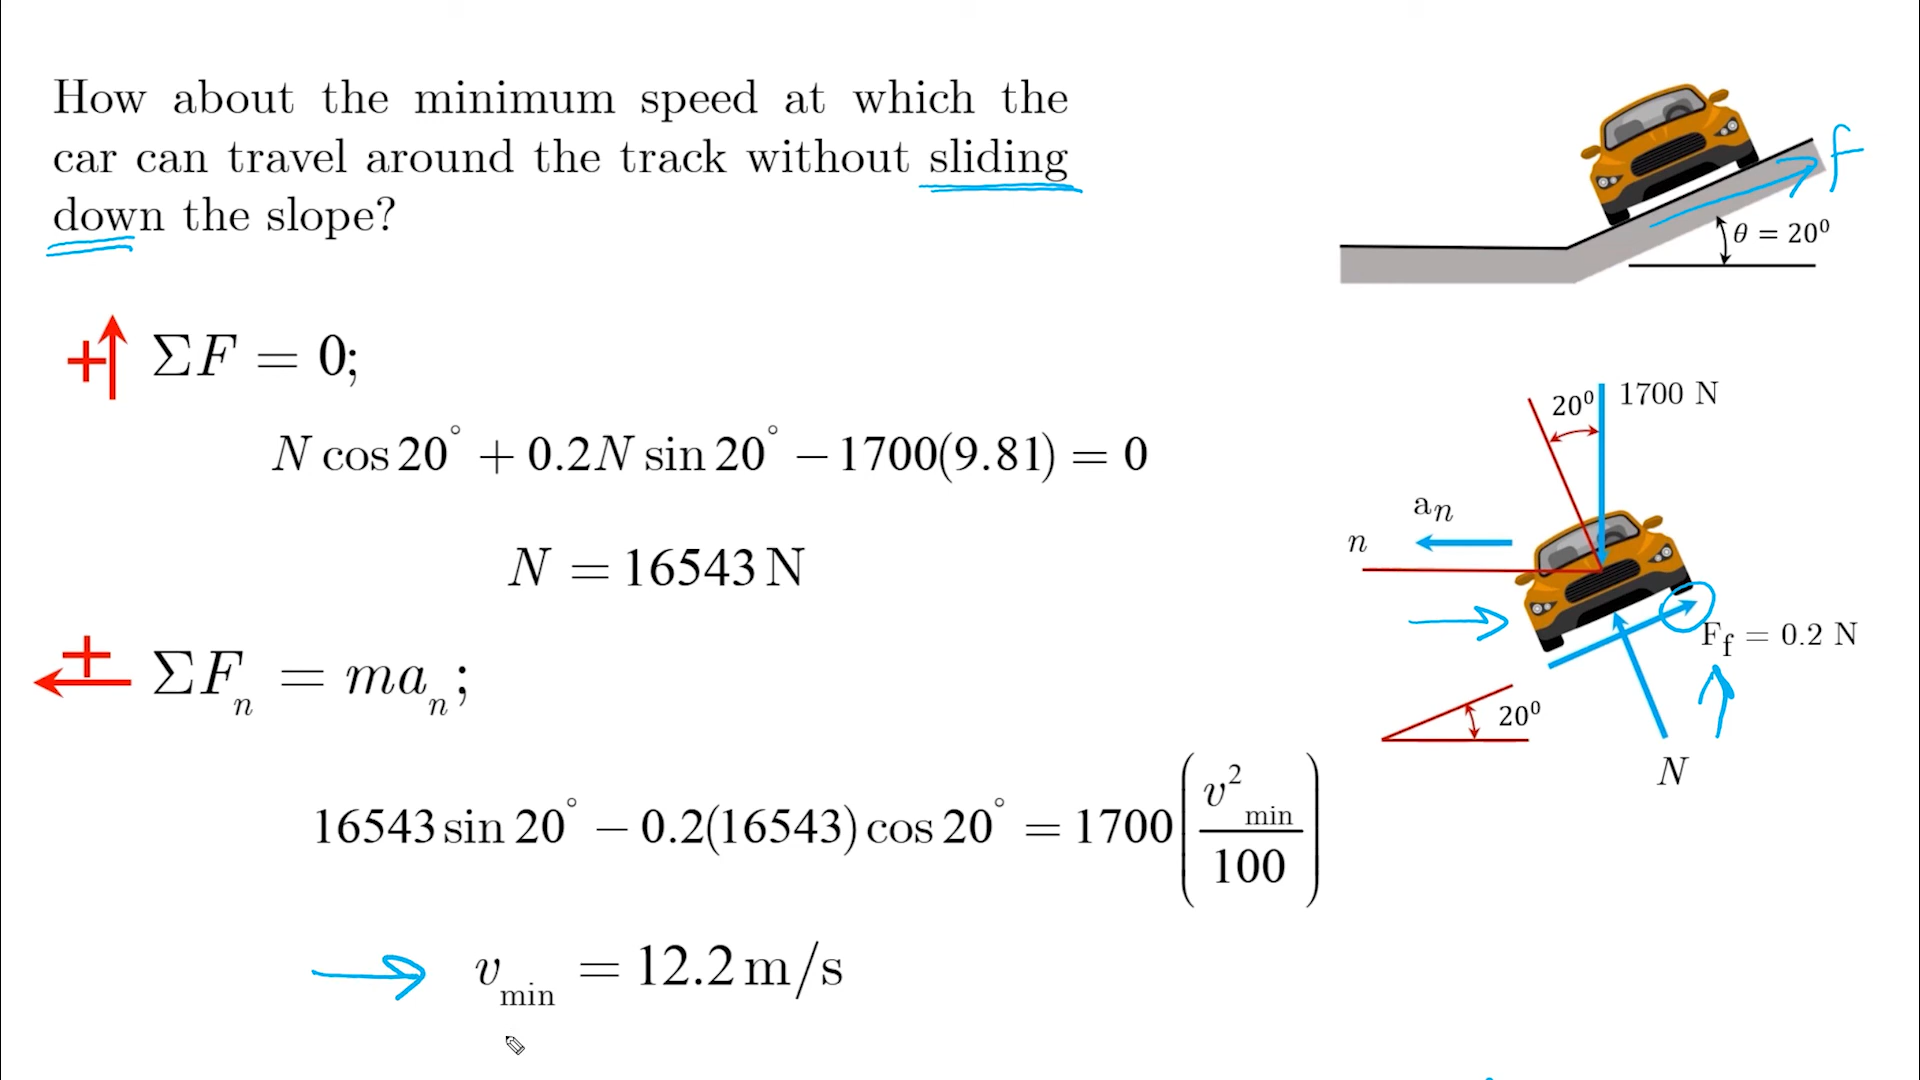 How about the minimum speed at which the
car can travel around the track without sliding
down the slope?
f
θ = 20⁰
+ ΣF = 0;
N cos 20° + 0.2N sin 20° − 1700(9.81) = 0
N = 16543 N
+ ΣFₙ = maₙ;
16543 sin 20° − 0.2(16543) cos 20° = 1700(v²min/100)
→ vmin = 12.2 m/s
20⁰ 1700 N
aₙ
n
F_f = 0.2 N
20⁰
N